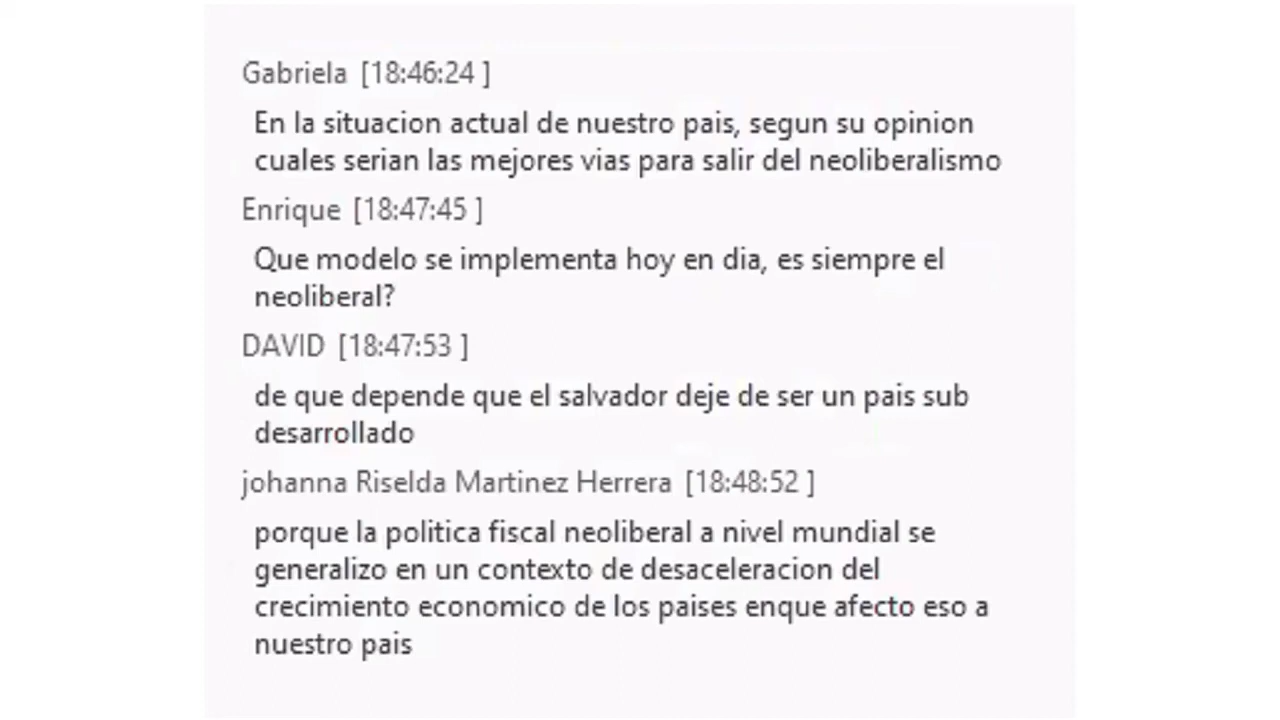 Gabriela [18:46:24 ]
En la situacion actual de nuestro pais, segun su opinion
cuales serian las mejores vias para salir del neoliberalismo
Enrique [18:47:45 ]
Que modelo se implementa hoy en dia, es siempre el
neoliberal?
DAVID [18:47:53 ]
de que depende que el salvador deje de ser un pais sub
desarrollado
johanna Riselda Martinez Herrera [18:48:52 ]
porque la politica fiscal neoliberal a nivel mundial se
generalizo en un contexto de desaceleracion del
crecimiento economico de los paises enque afecto eso a
nuestro pais